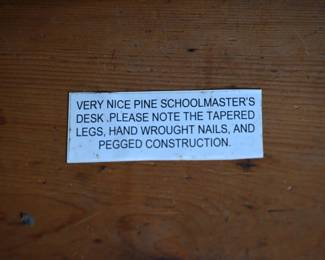 VERY NICE PINE SCHOOLMASTER'S
DESK .PLEASE NOTE THE TAPERED
LEGS, HAND WROUGHT NAILS, AND
PEGGED CONSTRUCTION.